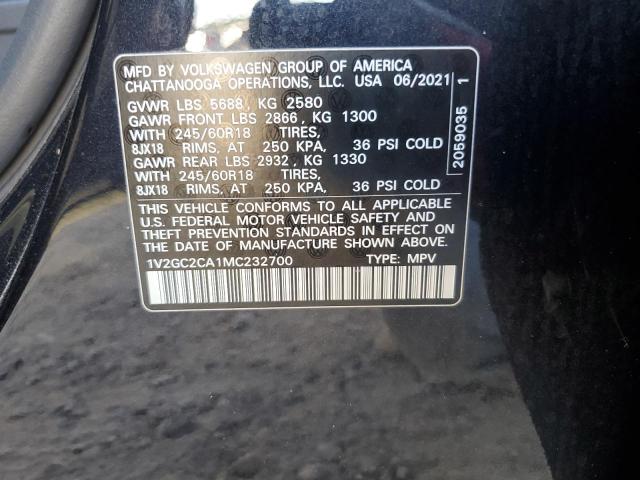 MFD BY VOLKSWAGEN GROUP OF AMERICA
CHATTANOOGA OPERATIONS, LLC. USA 06/2021
GVWR LBS 5688, KG 2580
GAWR FRONT LBS 2866, KG 1300
WITH 245/60R18 TIRES,
8JX18 RIMS, AT 250 KPA, 36 PSI COLD
GAWR REAR LBS 2932, KG 1330
WITH 245/60R18 TIRES,
8JX18 RIMS, AT 250 KPA, 36 PSI COLD
THIS VEHICLE CONFORMS TO ALL APPLICABLE
U.S. FEDERAL MOTOR VEHICLE SAFETY AND
THEFT PREVENTION STANDARDS IN EFFECT ON
THE DATE OF MANUFACTURE SHOWN ABOVE.
1V2GC2CA1MC232700 TYPE: MPV
2059035 1